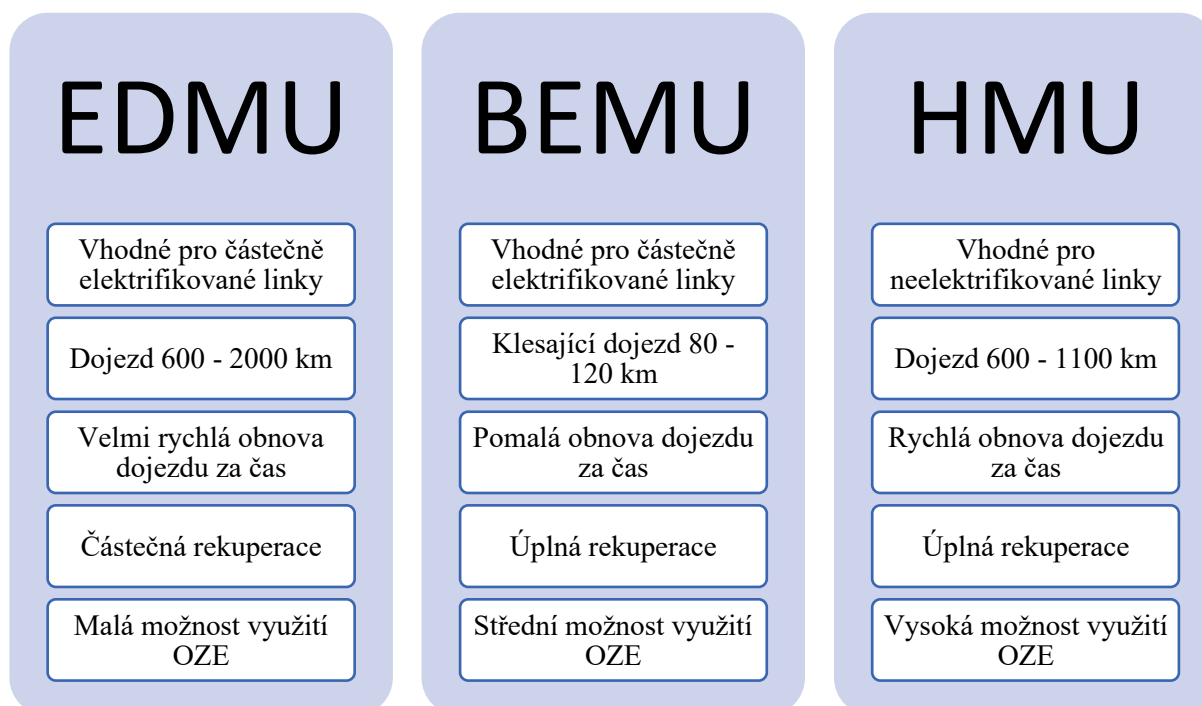 EDMU
Vhodné pro částečně
elektrifikované linky
Dojezd 600 - 2000 km
Velmi rychlá obnova
dojezdu za čas
Částečná rekuperace
Malá možnost využití
OZE
BEMU
Vhodné pro částečně
elektrifikované linky
Klesající dojezd 80 -
120 km
Pomalá obnova dojezdu
za čas
Úplná rekuperace
Střední možnost využití
OZE
HMU
Vhodné pro
neelektrifikované linky
Dojezd 600 - 1100 km
Rychlá obnova dojezdu
za čas
Úplná rekuperace
Vysoká možnost využití
OZE